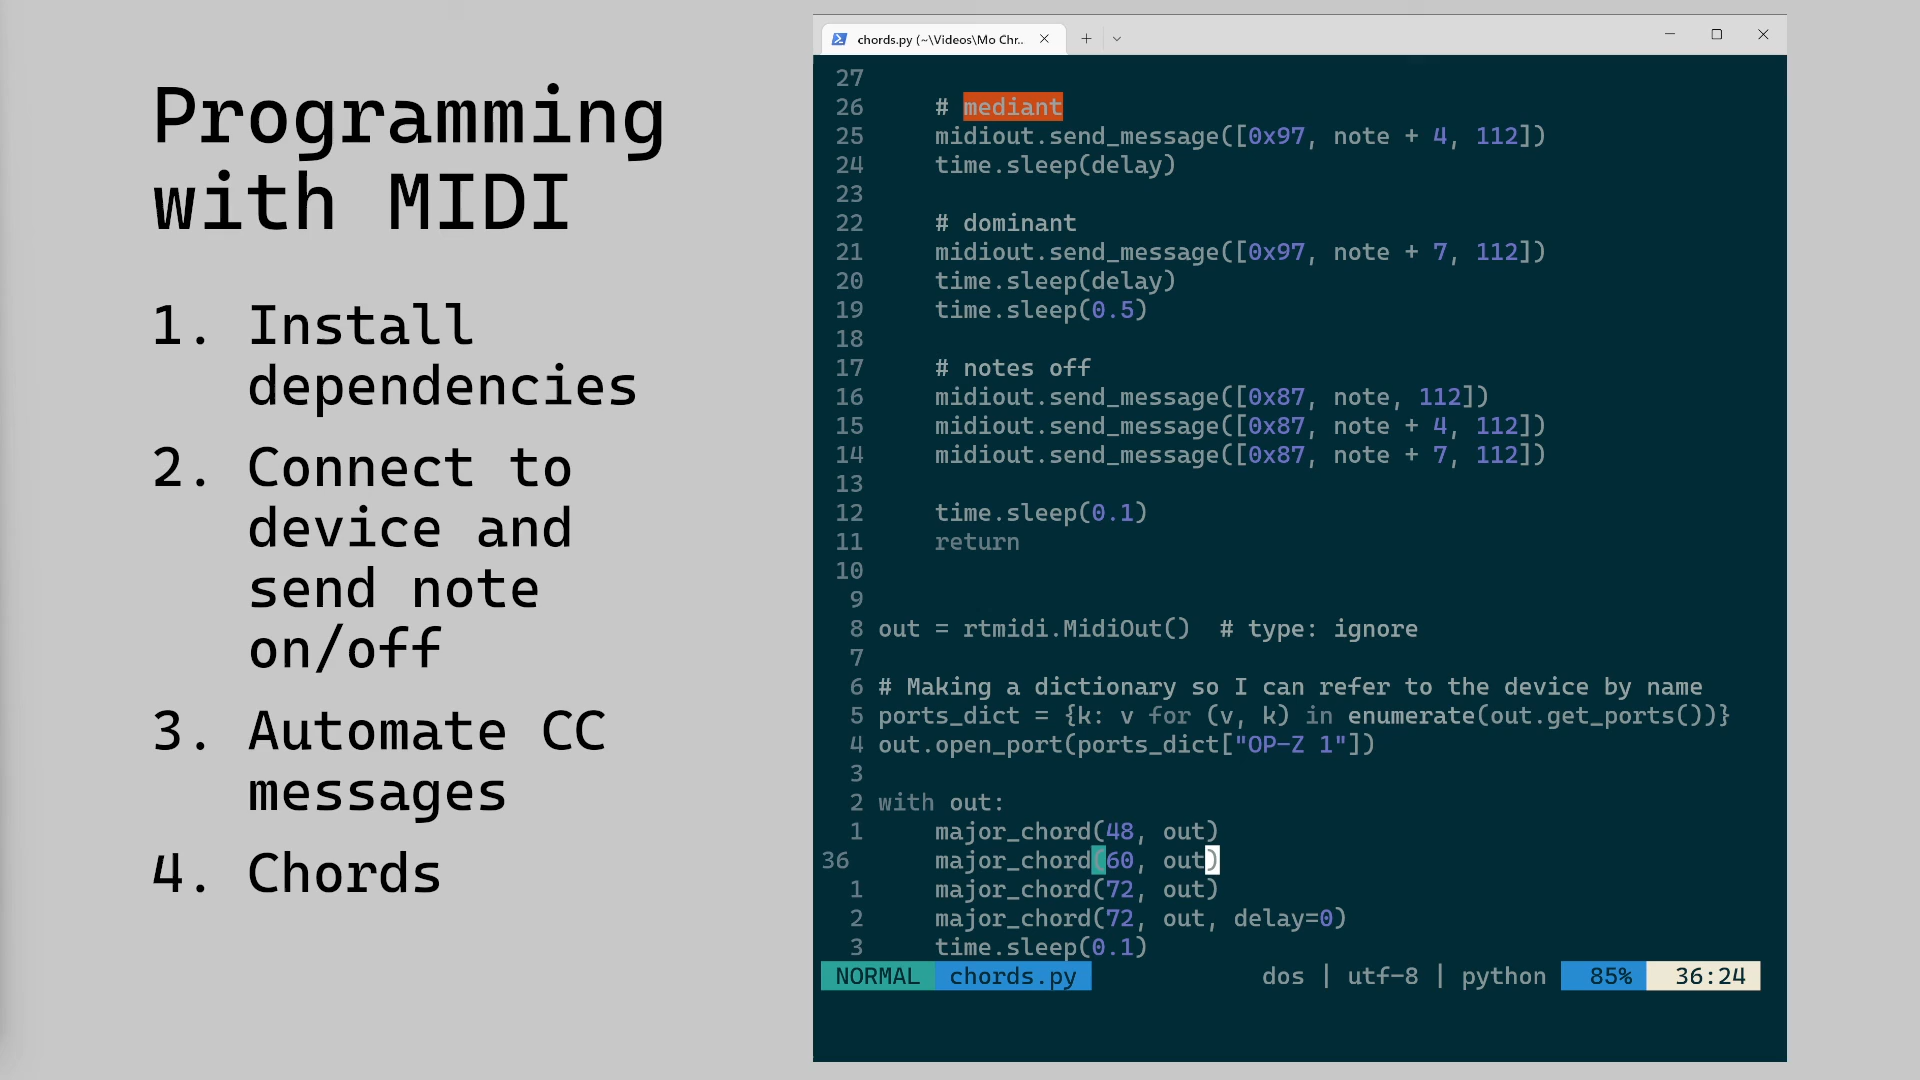 Programming
with MIDI
1. Install
dependencies
2. Connect to
device and
send note
on/off
3. Automate CC
messages
4. Chords
chords.py (~\Videos\Mo Chr..
27
26 # mediant
25 midiout.send_message([0x97, note + 4, 112])
24 time.sleep(delay)
23
22 # dominant
21 midiout.send_message([0x97, note + 7, 112])
20 time.sleep(delay)
19 time.sleep(0.5)
18
17 # notes off
16 midiout.send_message([0x87, note, 112])
15 midiout.send_message([0x87, note + 4, 112])
14 midiout.send_message([0x87, note + 7, 112])
13
12 time.sleep(0.1)
11 return
10
9
8 out = rtmidi.MidiOut() # type: ignore
7
6 # Making a dictionary so I can refer to the device by name
5 ports_dict = {k: v for (v, k) in enumerate(out.get_ports())}
4 out.open_port(ports_dict["OP-Z 1"])
3
2 with out:
1 major_chord(48, out)
36 major_chord(60, out)
1 major_chord(72, out)
2 major_chord(72, out, delay=0)
3 time.sleep(0.1)
NORMAL chords.py dos | utf-8 | python 85% 36:24